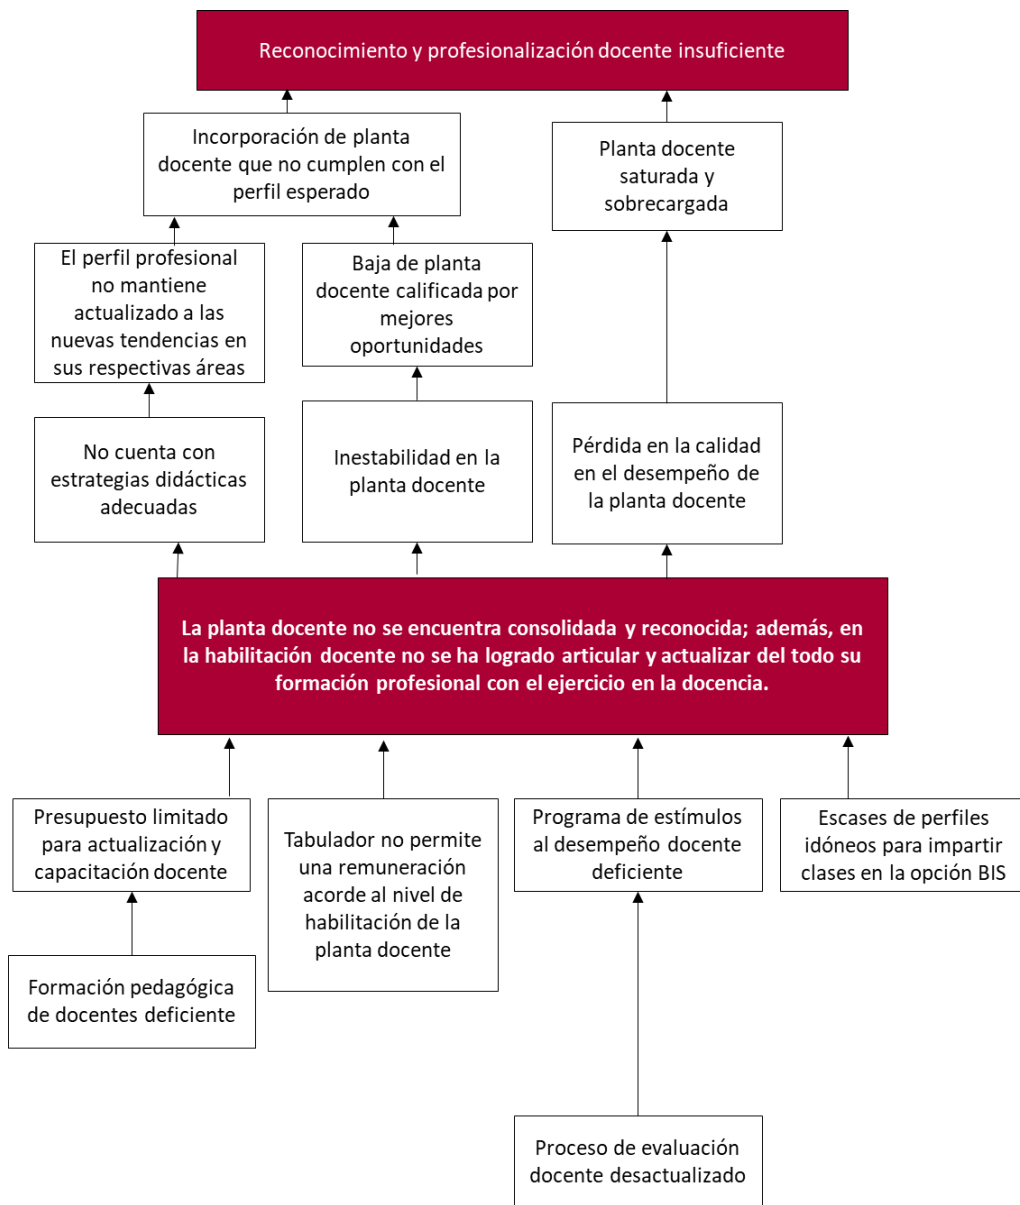 Reconocimiento y profesionalización docente insuficiente
Incorporación de planta
docente que no cumplen con el
perfil esperado
Planta docente
saturada y
sobrecargada
El perfil profesional
no mantiene
actualizado a las
nuevas tendencias en
sus respectivas áreas
Baja de planta
docente calificada por
mejores
oportunidades
No cuenta con
estrategias didácticas
adecuadas
Inestabilidad en la
planta docente
Pérdida en la calidad
en el desempeño de
la planta docente
La planta docente no se encuentra consolidada y reconocida; además, en
la habilitación docente no se ha logrado articular y actualizar del todo su
formación profesional con el ejercicio en la docencia.
Presupuesto limitado
para actualización y
capacitación docente
Tabulador no permite
una remuneración
acorde al nivel de
habilitación de la
planta docente
Programa de estímulos
al desempeño docente
deficiente
Escases de perfiles
idóneos para impartir
clases en la opción BIS
Formación pedagógica
de docentes deficiente
Proceso de evaluación
docente desactualizado